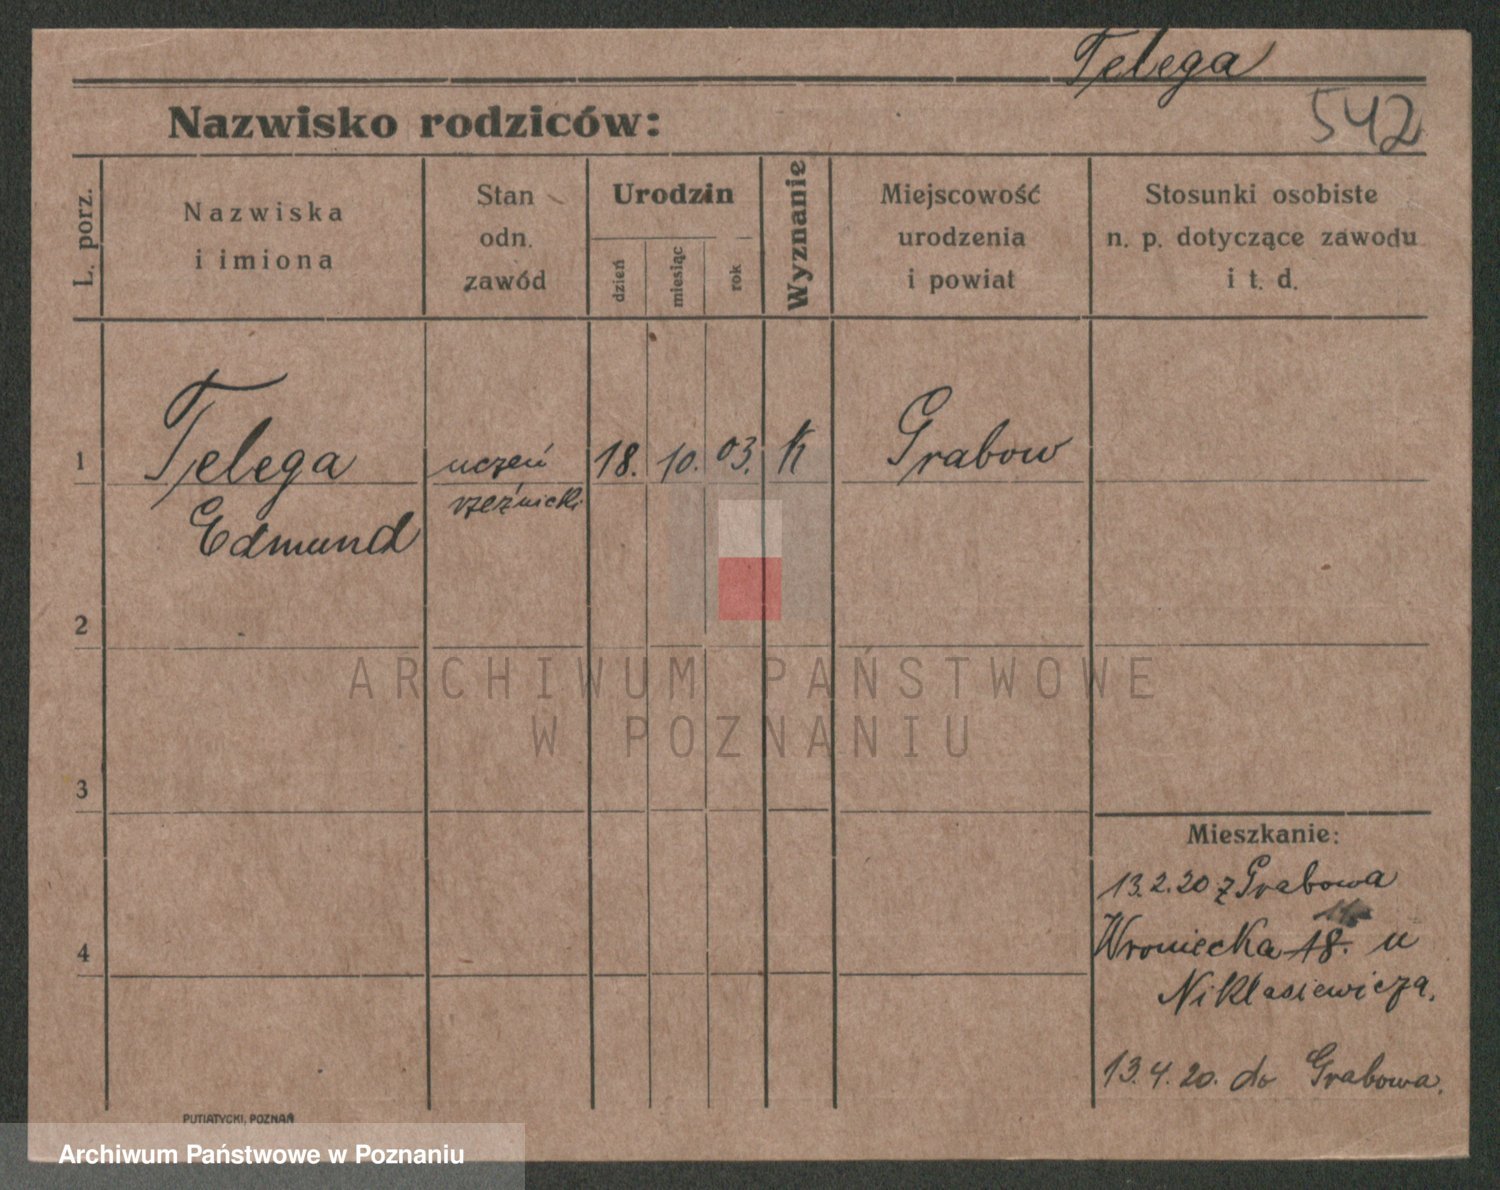 Telega
Nazwisko rodziców:
542
L. porz.
Nazwiska
i imiona
Stan
odn.
zawód
Urodzin
dzień
miesiąc
rok
Wyznanie
Miejscowość
urodzenia
i powiat
Stosunki osobiste
n. p. dotyczące zawodu
i t. d.
1
Telega
Edmund
uczeń
rzeźnicki
18.
10.
03.
K
Grabow
2
3
4
Mieszkanie:
13.2.20 z Grabowa
Wroniecka 18. u
Niklasiewicza.
13.4.20. do Grabowa.
PUTIATYCKI, POZNAŃ
ARCHIWUM PAŃSTWOWE
W POZNANIU
Archiwum Państwowe w Poznaniu